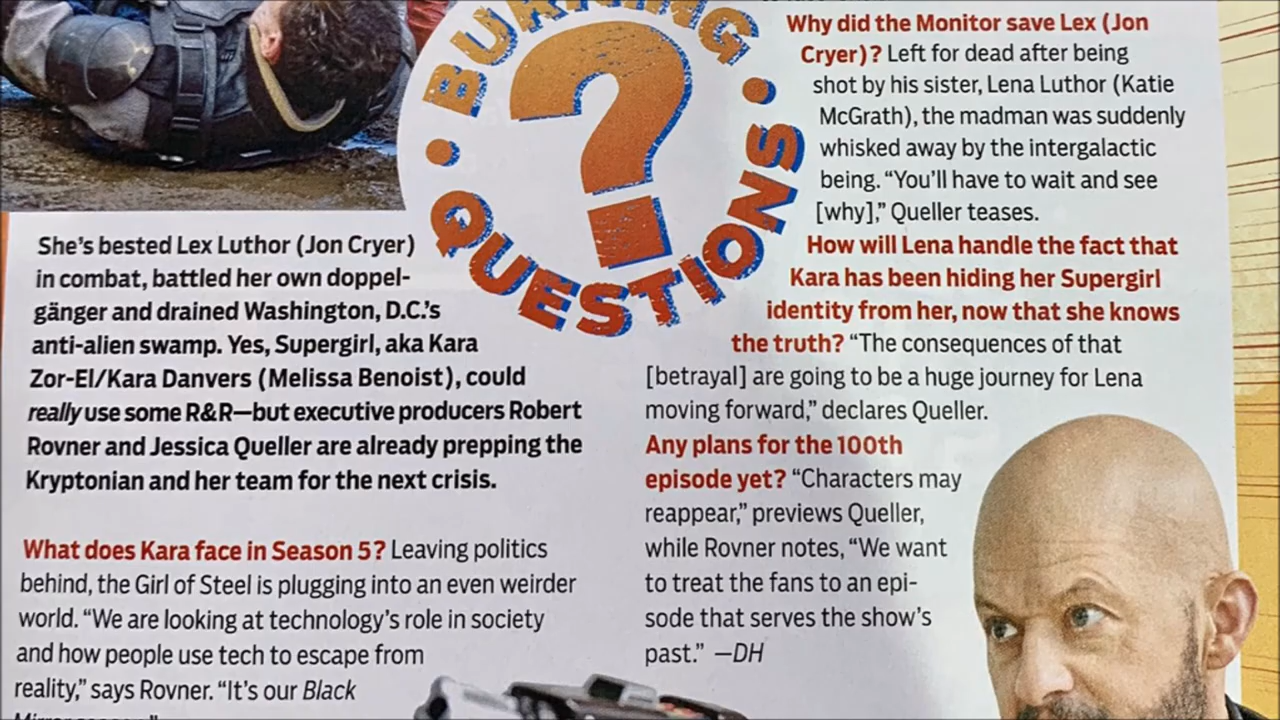 BURNING
QUESTIONS
?
She's bested Lex Luthor (Jon Cryer)
in combat, battled her own doppel-
gänger and drained Washington, D.C.'s
anti-alien swamp. Yes, Supergirl, aka Kara
Zor-El/Kara Danvers (Melissa Benoist), could
really use some R&R—but executive producers Robert
Rovner and Jessica Queller are already prepping the
Kryptonian and her team for the next crisis.
What does Kara face in Season 5? Leaving politics
behind, the Girl of Steel is plugging into an even weirder
world. “We are looking at technology's role in society
and how people use tech to escape from
reality,” says Rovner. “It's our Black
Why did the Monitor save Lex (Jon
Cryer)? Left for dead after being
shot by his sister, Lena Luthor (Katie
McGrath), the madman was suddenly
whisked away by the intergalactic
being. “You'll have to wait and see
[why],” Queller teases.
How will Lena handle the fact that
Kara has been hiding her Supergirl
identity from her, now that she knows
the truth? “The consequences of that
[betrayal] are going to be a huge journey for Lena
moving forward,” declares Queller.
Any plans for the 100th
episode yet? “Characters may
reappear,” previews Queller,
while Rovner notes, “We want
to treat the fans to an epi-
sode that serves the show's
past.” —DH